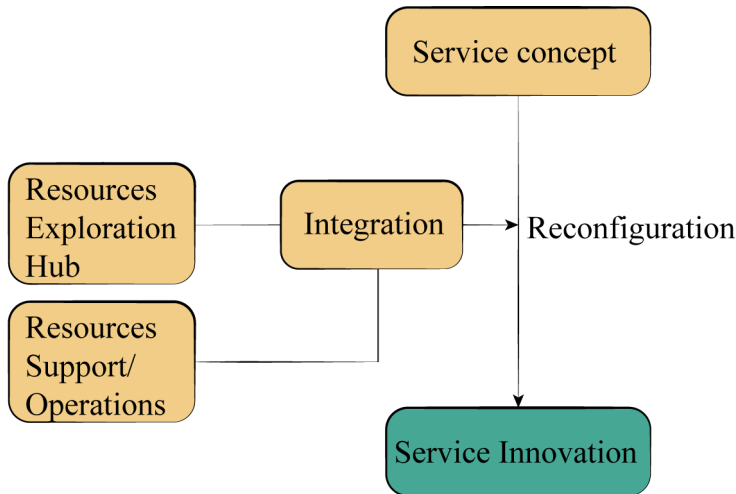 Service concept
Resources
Exploration
Hub
Integration
Reconfiguration
Resources
Support/
Operations
Service Innovation